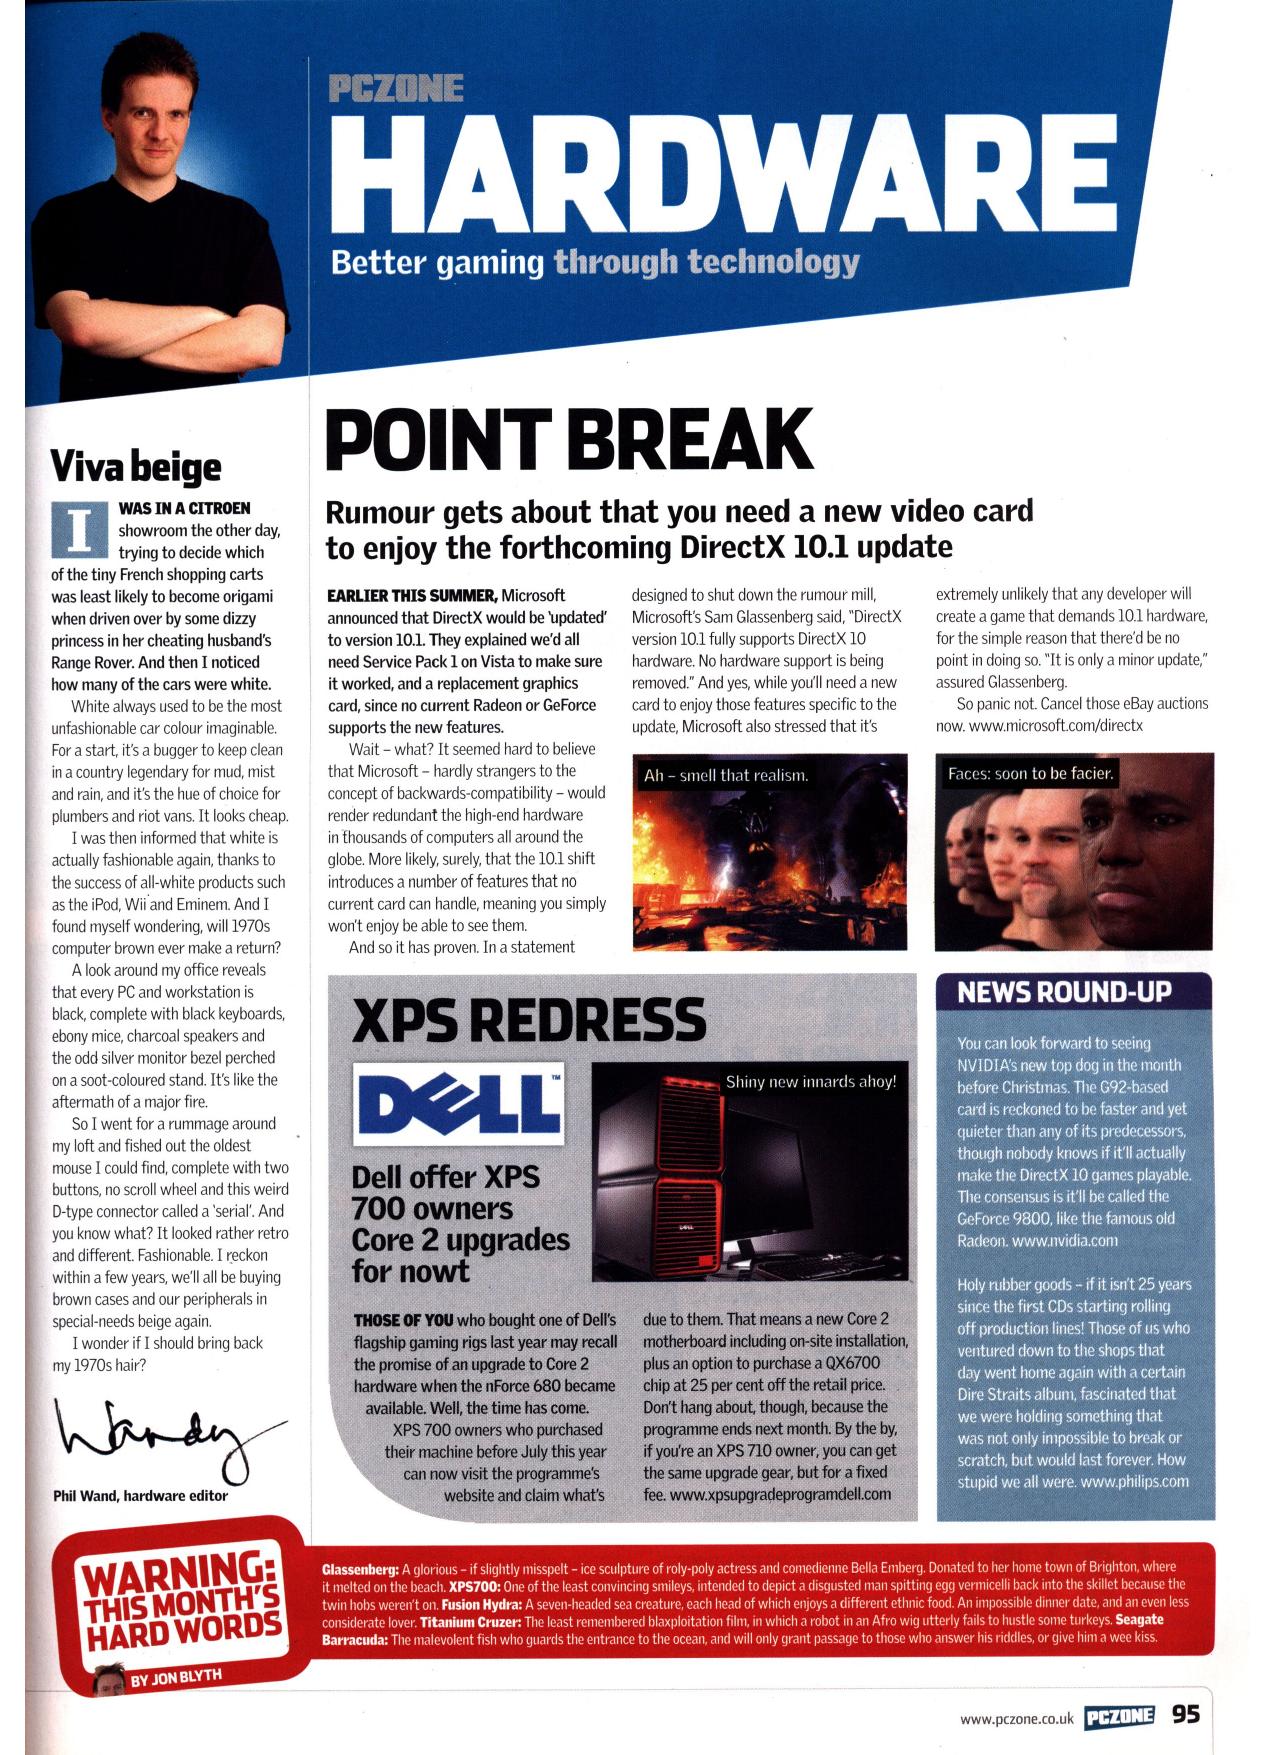 PCZONE
HARDWARE
Better gaming through technology
Viva beige
I WAS IN A CITROEN
showroom the other day,
trying to decide which
of the tiny French shopping carts
was least likely to become origami
when driven over by some dizzy
princess in her cheating husband's
Range Rover. And then I noticed
how many of the cars were white.
White always used to be the most
unfashionable car colour imaginable.
For a start, it's a bugger to keep clean
in a country legendary for mud, mist
and rain, and it's the hue of choice for
plumbers and riot vans. It looks cheap.
I was then informed that white is
actually fashionable again, thanks to
the success of all-white products such
as the iPod, Wii and Eminem. And I
found myself wondering, will 1970s
computer brown ever make a return?
A look around my office reveals
that every PC and workstation is
black, complete with black keyboards,
ebony mice, charcoal speakers and
the odd silver monitor bezel perched
on a soot-coloured stand. It's like the
aftermath of a major fire.
So I went for a rummage around
my loft and fished out the oldest
mouse I could find, complete with two
buttons, no scroll wheel and this weird
D-type connector called a 'serial'. And
you know what? It looked rather retro
and different. Fashionable. I reckon
within a few years, we'll all be buying
brown cases and our peripherals in
special-needs beige again.
I wonder if I should bring back
my 1970s hair?
Wandy
Phil Wand, hardware editor
POINT BREAK
Rumour gets about that you need a new video card
to enjoy the forthcoming DirectX 10.1 update
EARLIER THIS SUMMER, Microsoft
announced that DirectX would be 'updated'
to version 10.1. They explained we'd all
need Service Pack 1 on Vista to make sure
it worked, and a replacement graphics
card, since no current Radeon or GeForce
supports the new features.
Wait – what? It seemed hard to believe
that Microsoft – hardly strangers to the
concept of backwards-compatibility – would
render redundant the high-end hardware
in thousands of computers all around the
globe. More likely, surely, that the 10.1 shift
introduces a number of features that no
current card can handle, meaning you simply
won't enjoy be able to see them.
And so it has proven. In a statement
designed to shut down the rumour mill,
Microsoft's Sam Glassenberg said, "DirectX
version 10.1 fully supports DirectX 10
hardware. No hardware support is being
removed." And yes, while you'll need a new
card to enjoy those features specific to the
update, Microsoft also stressed that it's
extremely unlikely that any developer will
create a game that demands 10.1 hardware,
for the simple reason that there'd be no
point in doing so. "It is only a minor update,"
assured Glassenberg.
So panic not. Cancel those eBay auctions
now. www.microsoft.com/directx
Ah – smell that realism.
Faces: soon to be facier.
XPS REDRESS
DELL™
Shiny new innards ahoy!
DELL
Dell offer XPS
700 owners
Core 2 upgrades
for nowt
THOSE OF YOU who bought one of Dell's
flagship gaming rigs last year may recall
the promise of an upgrade to Core 2
hardware when the nForce 680 became
available. Well, the time has come.
XPS 700 owners who purchased
their machine before July this year
can now visit the programme's
website and claim what's
due to them. That means a new Core 2
motherboard including on-site installation,
plus an option to purchase a QX6700
chip at 25 per cent off the retail price.
Don't hang about, though, because the
programme ends next month. By the by,
if you're an XPS 710 owner, you can get
the same upgrade gear, but for a fixed
fee. www.xpsupgradeprogramdell.com
NEWS ROUND-UP
You can look forward to seeing
NVIDIA's new top dog in the month
before Christmas. The G92-based
card is reckoned to be faster and yet
quieter than any of its predecessors,
though nobody knows if it'll actually
make the DirectX 10 games playable.
The consensus is it'll be called the
GeForce 9800, like the famous old
Radeon. www.nvidia.com
Holy rubber goods – if it isn't 25 years
since the first CDs starting rolling
off production lines! Those of us who
ventured down to the shops that
day went home again with a certain
Dire Straits album, fascinated that
we were holding something that
was not only impossible to break or
scratch, but would last forever. How
stupid we all were. www.philips.com
WARNING:
THIS MONTH'S
HARD WORDS
BY JON BLYTH
Glassenberg: A glorious – if slightly misspelt – ice sculpture of roly-poly actress and comedienne Bella Emberg. Donated to her home town of Brighton, where
it melted on the beach. XPS700: One of the least convincing smileys, intended to depict a disgusted man spitting egg vermicelli back into the skillet because the
twin hobs weren't on. Fusion Hydra: A seven-headed sea creature, each head of which enjoys a different ethnic food. An impossible dinner date, and an even less
considerate lover. Titanium Cruzer: The least remembered blaxploitation film, in which a robot in an Afro wig utterly fails to hustle some turkeys. Seagate
Barracuda: The malevolent fish who guards the entrance to the ocean, and will only grant passage to those who answer his riddles, or give him a wee kiss.
www.pczone.co.uk PCZONE 95